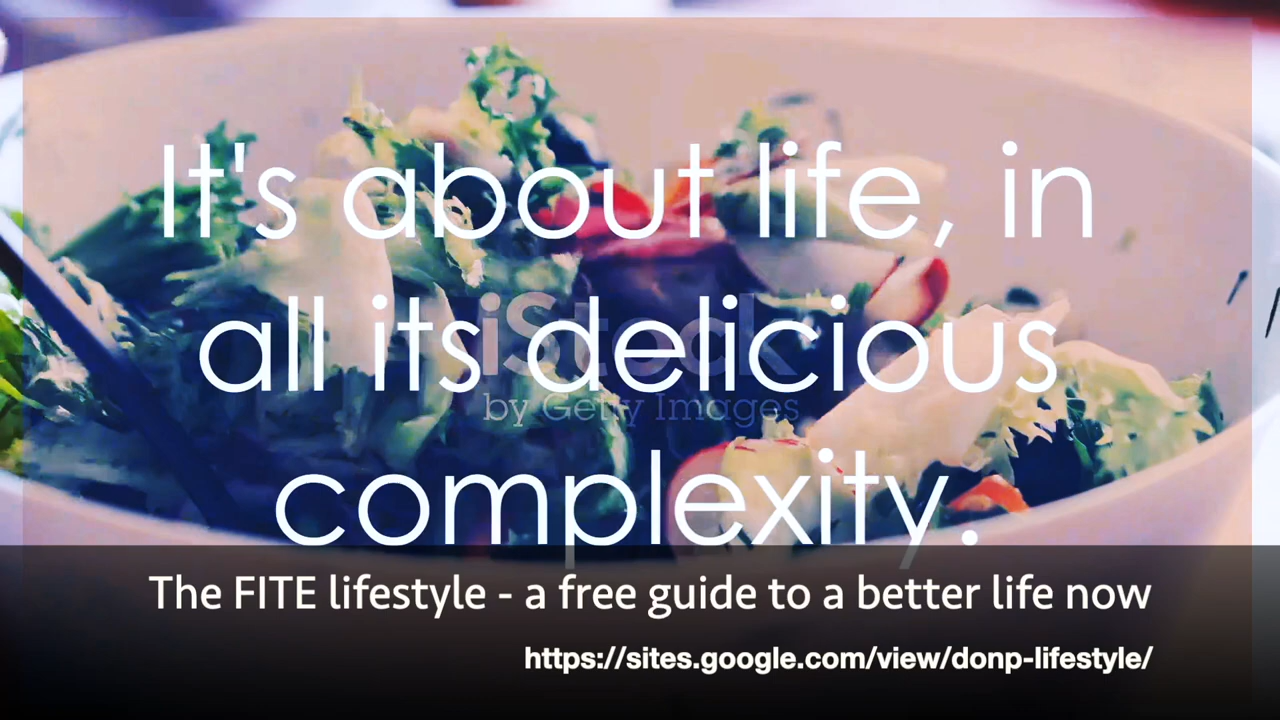 It's about life, in
all its delicious
iStock
by Getty Images
complexity.
The FITE lifestyle - a free guide to a better life now
https://sites.google.com/view/donp-lifestyle/